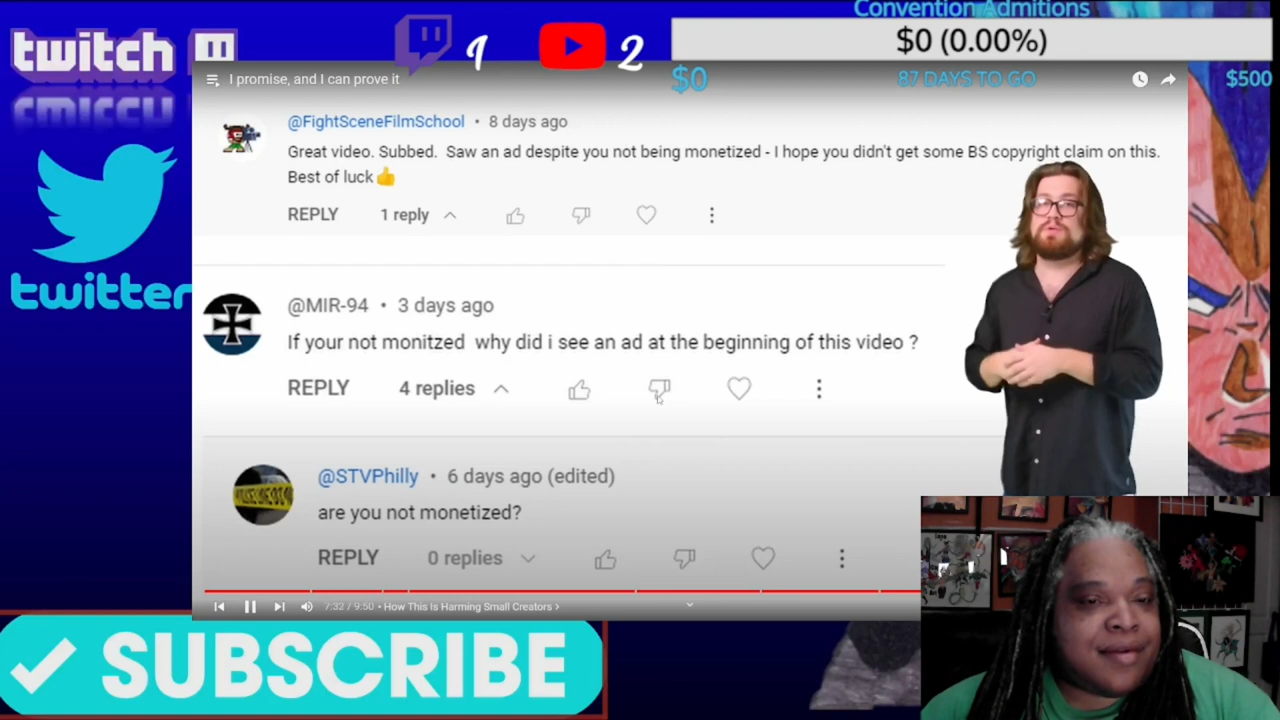 Convention Admitions
twitch
1
2
$0 (0.00%)
I promise, and I can prove it
$0
87 DAYS TO GO
$500
@FightSceneFilmSchool • 8 days ago
Great video. Subbed. Saw an ad despite you not being monetized - I hope you didn't get some BS copyright claim on this.
Best of luck👍
REPLY 1 reply
@MIR-94 • 3 days ago
If your not monitzed why did i see an ad at the beginning of this video ?
REPLY 4 replies
twitter
@STVPhilly • 6 days ago (edited)
are you not monetized?
REPLY 0 replies
7:32 / 9:50 • How This Is Harming Small Creators ›
SUBSCRIBE